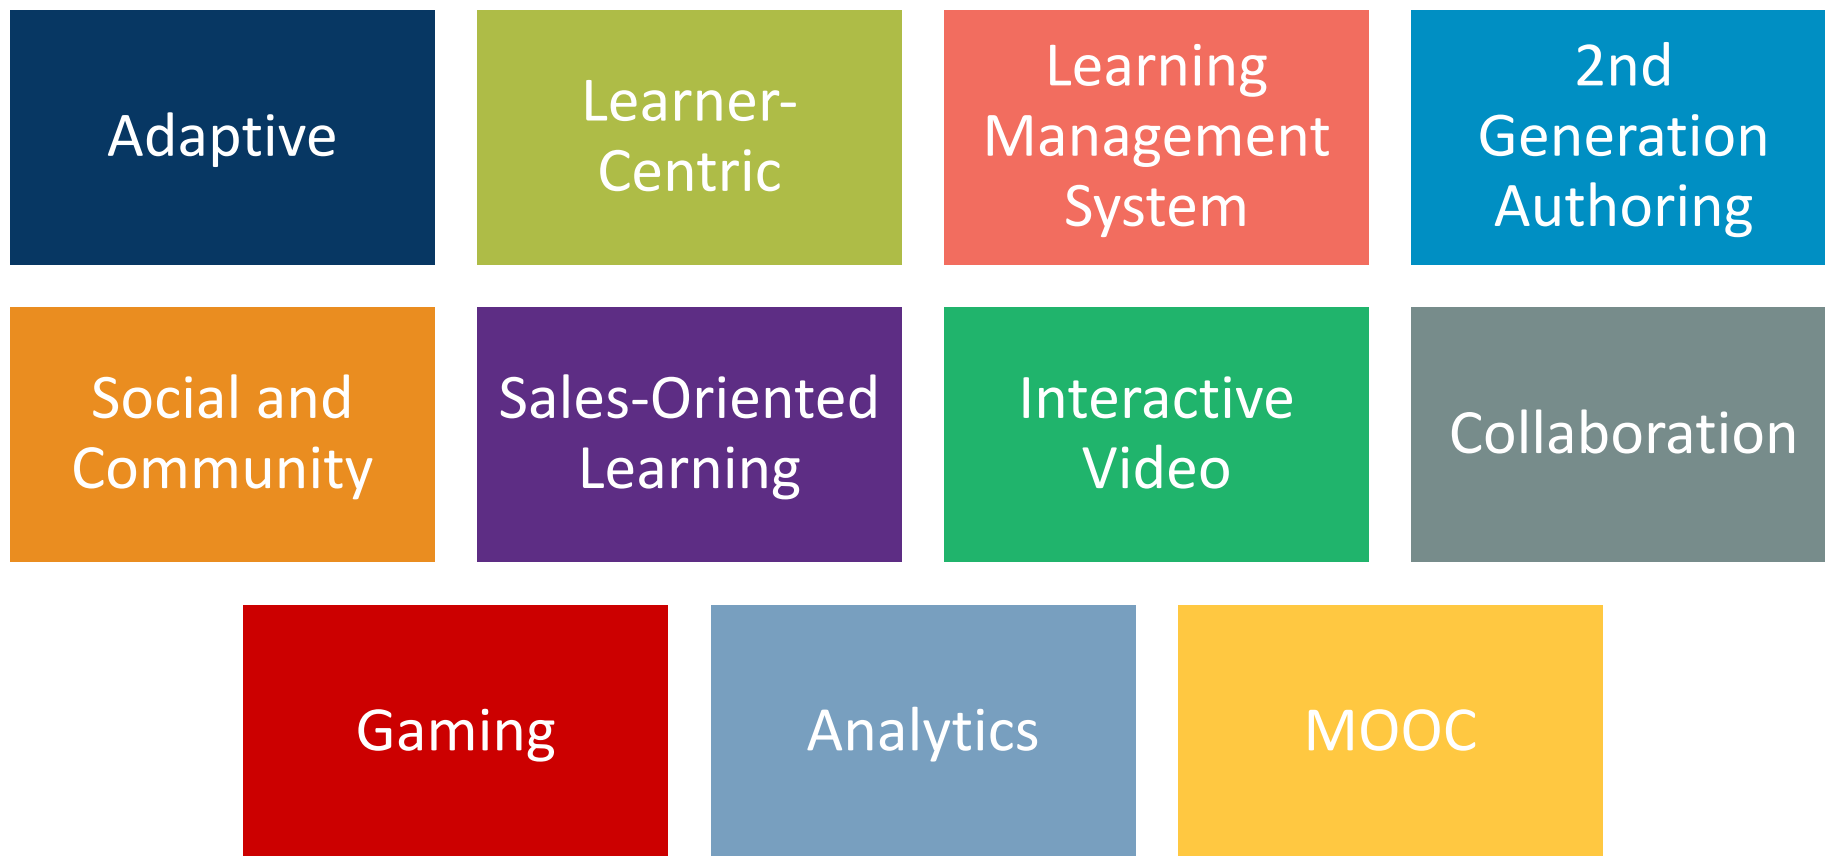 Adaptive
Learner-
Centric
Learning
Management
System
2nd
Generation
Authoring
Social and
Community
Sales-Oriented
Learning
Interactive
Video
Collaboration
Gaming
Analytics
MOOC